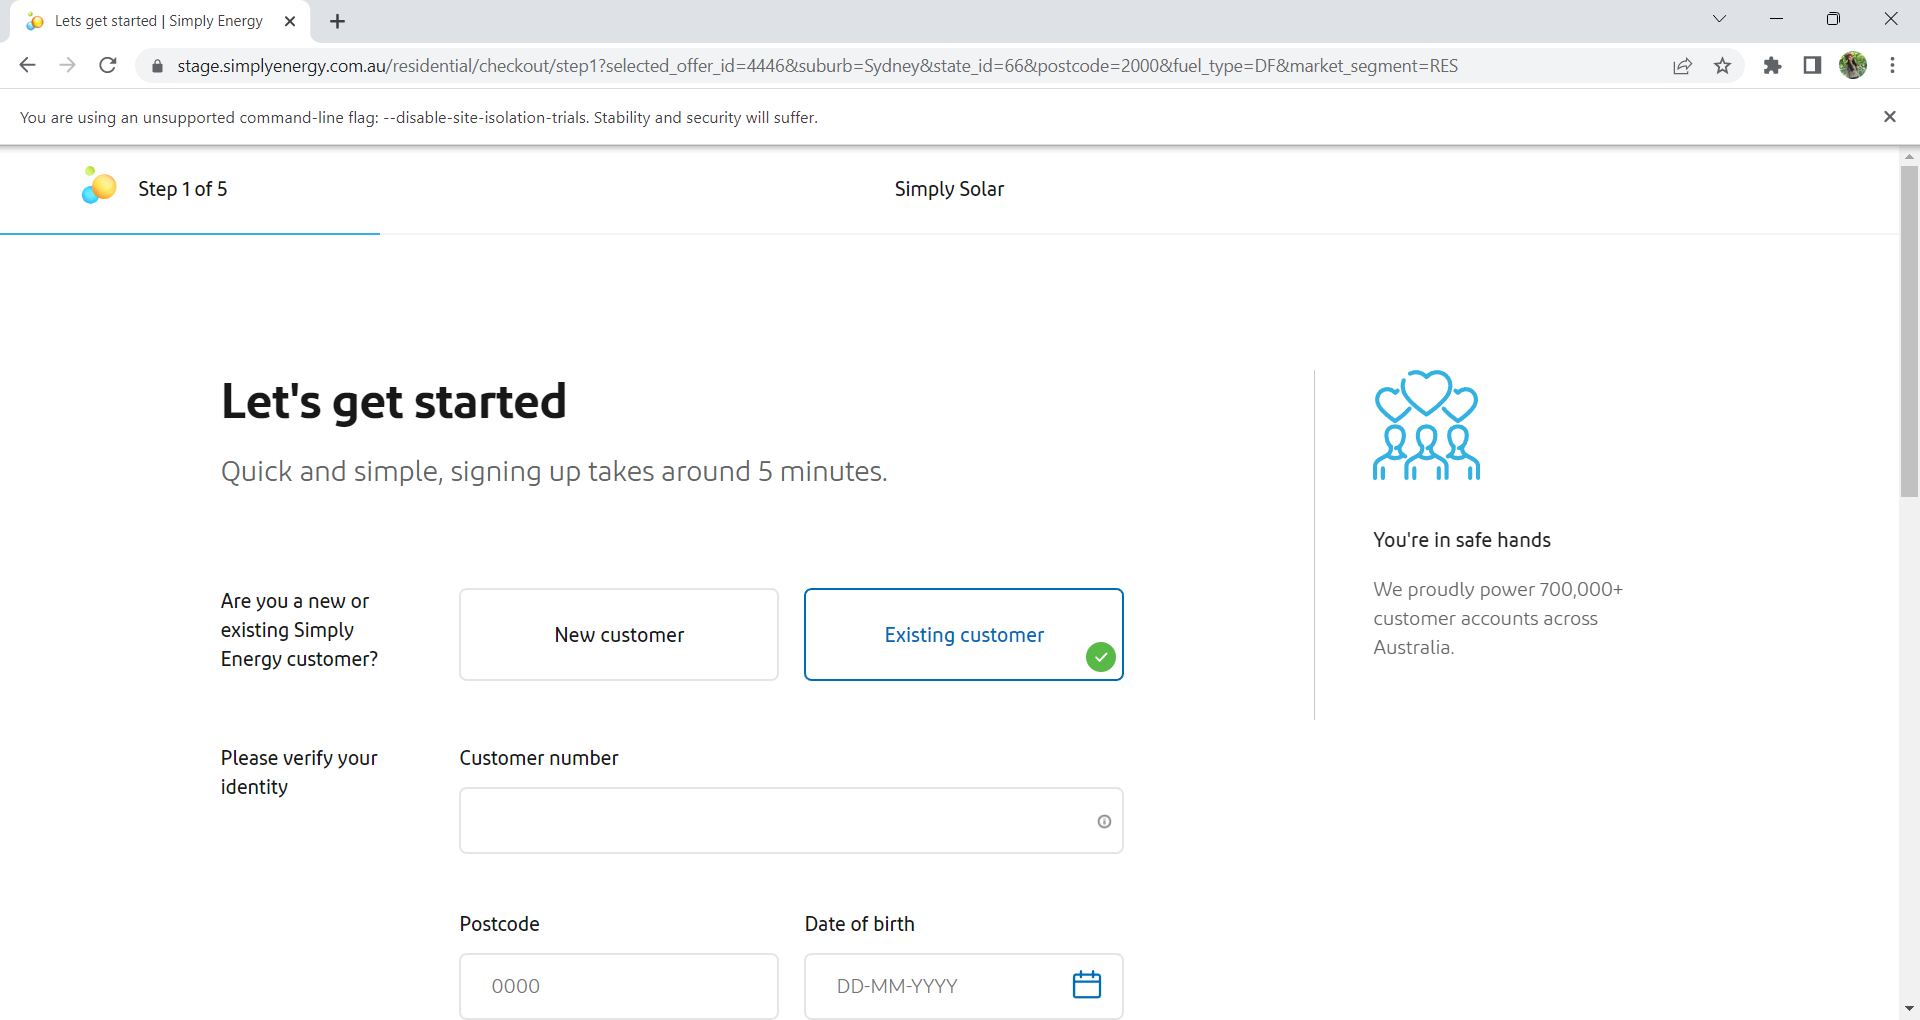 Lets get started | Simply Energy
stage.simplyenergy.com.au/residential/checkout/step1?selected_offer_id=4446&suburb=Sydney&state_id=66&postcode=2000&fuel_type=DF&market_segment=RES
You are using an unsupported command-line flag: --disable-site-isolation-trials. Stability and security will suffer.
Step 1 of 5
Simply Solar
Let's get started
Quick and simple, signing up takes around 5 minutes.
You're in safe hands
We proudly power 700,000+
customer accounts across
Australia.
Are you a new or
existing Simply
Energy customer?
New customer
Existing customer
Please verify your
identity
Customer number
Postcode
Date of birth
0000
DD-MM-YYYY